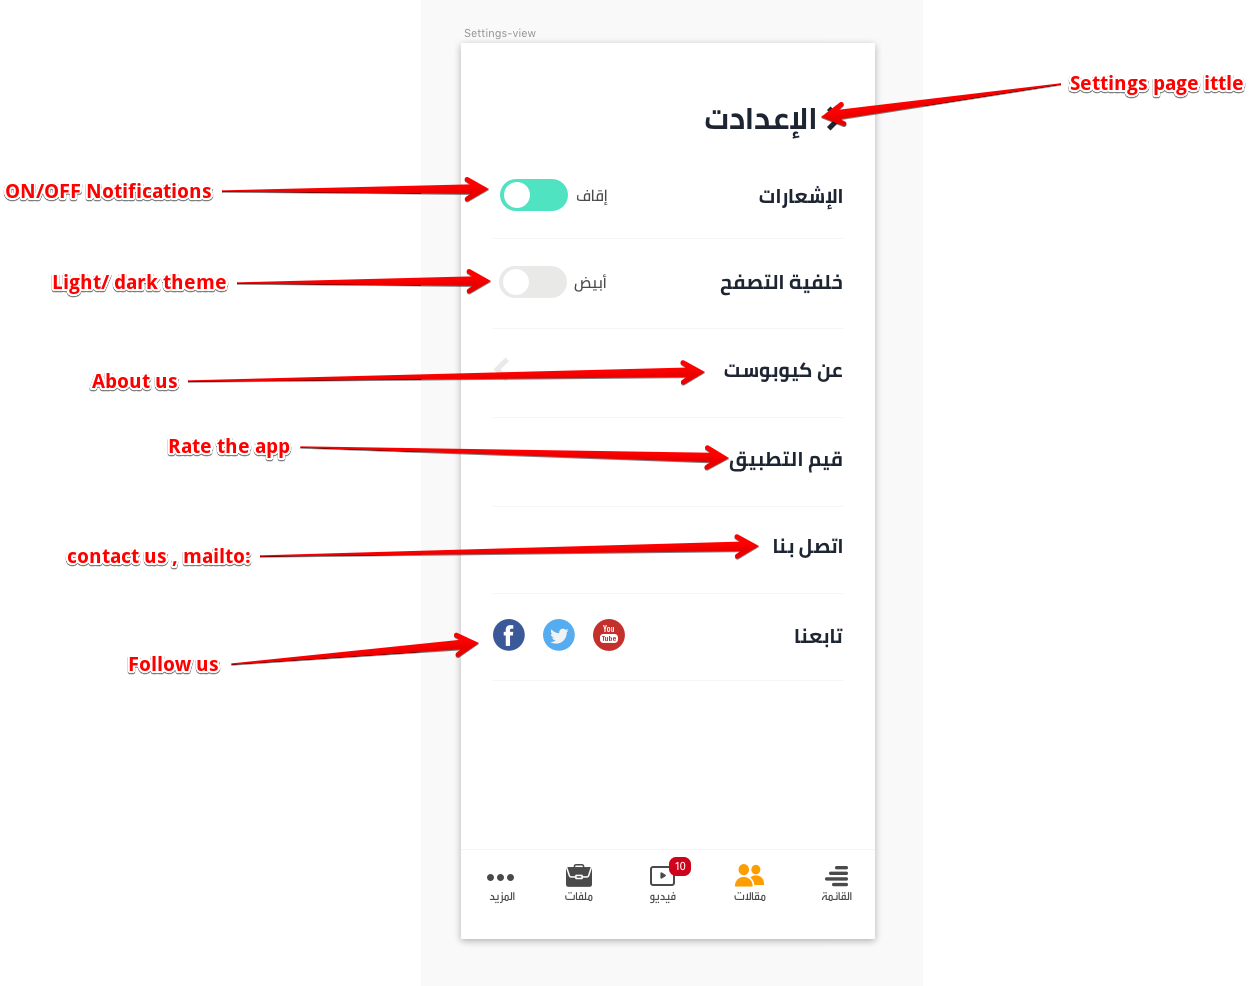 Settings-view
Settings page ittle
الإعدادت
ON/OFF Notifications
الإشعارات
إقاف
Light/ dark theme
خلفية التصفح
أبيض
About us
عن كيوبوست
Rate the app
قيم التطبيق
contact us , mailto:
اتصل بنا
Follow us
تابعنا
You
Tube
10
القائمة
مقالات
فيديو
ملفات
المزيد